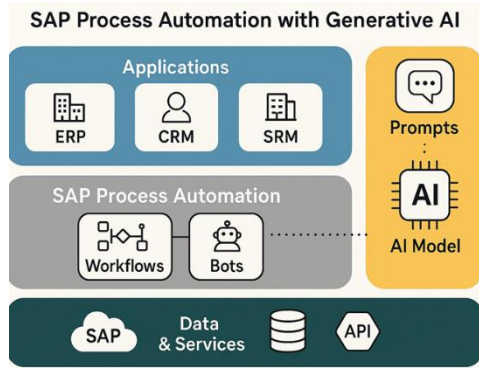 SAP Process Automation with Generative AI
Applications
ERP
CRM
SRM
Prompts
AI
AI Model
SAP Process Automation
Workflows
Bots
SAP
Data
& Services
API